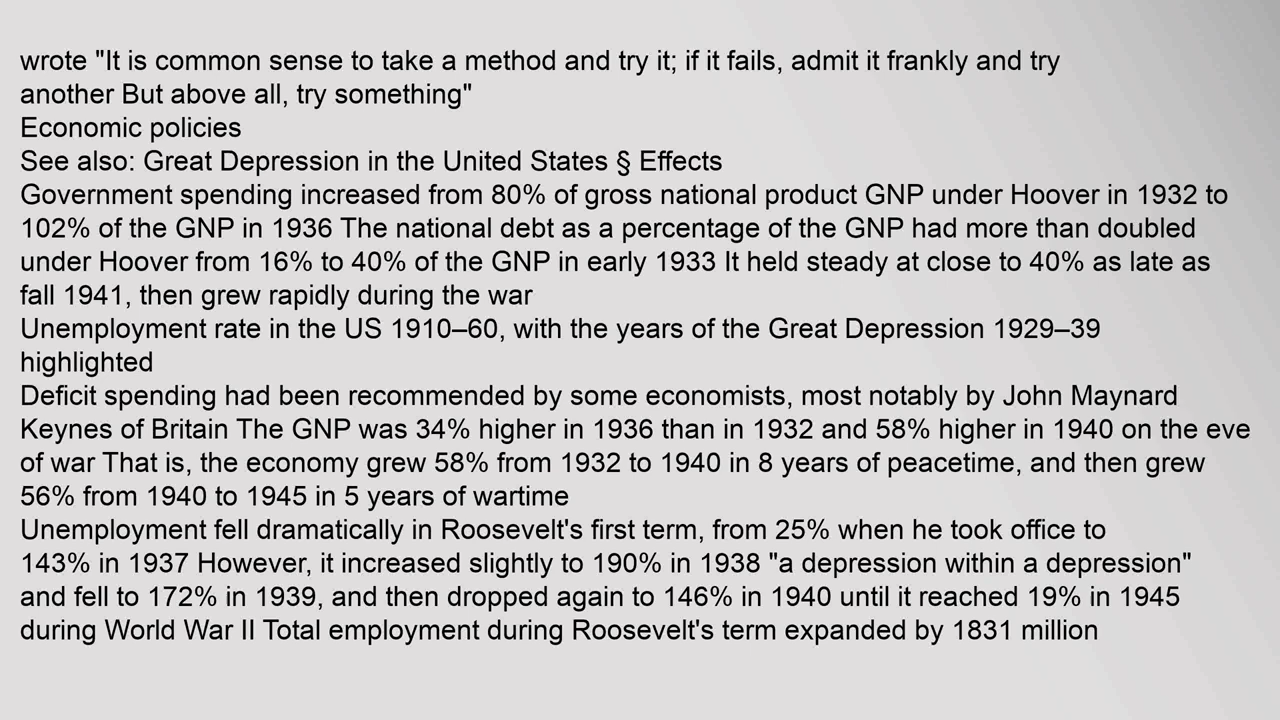 wrote "It is common sense to take a method and try it; if it fails, admit it frankly and try
another But above all, try something"
Economic policies
See also: Great Depression in the United States § Effects
Government spending increased from 80% of gross national product GNP under Hoover in 1932 to
102% of the GNP in 1936 The national debt as a percentage of the GNP had more than doubled
under Hoover from 16% to 40% of the GNP in early 1933 It held steady at close to 40% as late as
fall 1941, then grew rapidly during the war
Unemployment rate in the US 1910–60, with the years of the Great Depression 1929–39
highlighted
Deficit spending had been recommended by some economists, most notably by John Maynard
Keynes of Britain The GNP was 34% higher in 1936 than in 1932 and 58% higher in 1940 on the eve
of war That is, the economy grew 58% from 1932 to 1940 in 8 years of peacetime, and then grew
56% from 1940 to 1945 in 5 years of wartime
Unemployment fell dramatically in Roosevelt's first term, from 25% when he took office to
143% in 1937 However, it increased slightly to 190% in 1938 "a depression within a depression"
and fell to 172% in 1939, and then dropped again to 146% in 1940 until it reached 19% in 1945
during World War II Total employment during Roosevelt's term expanded by 1831 million